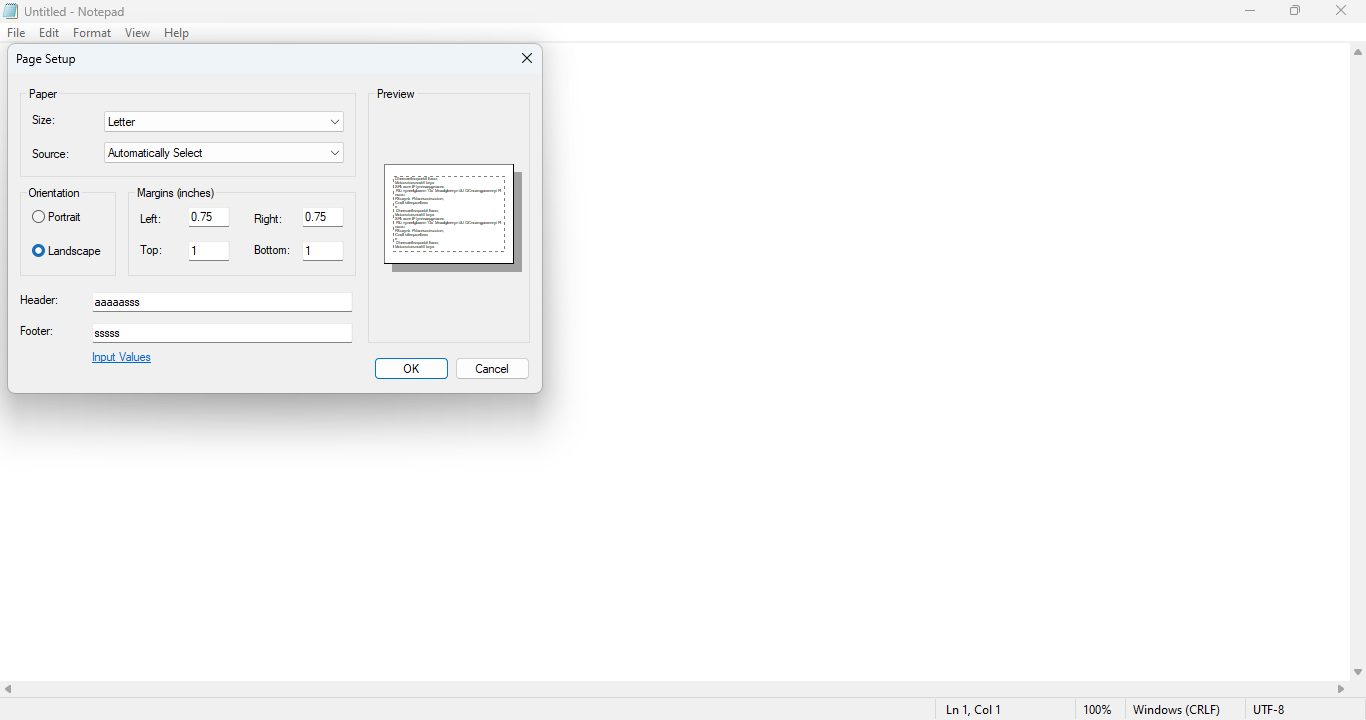 Untitled - Notepad
File Edit Format View Help
Page Setup
Paper
Size: Letter
Source: Automatically Select
Preview
Orientation
Portrait
Landscape
Margins (inches)
Left: 0.75 Right: 0.75
Top: 1 Bottom: 1
Header: aaaaasss
Footer: sssss
Input Values
OK Cancel
Ln 1, Col 1 100% Windows (CRLF) UTF-8